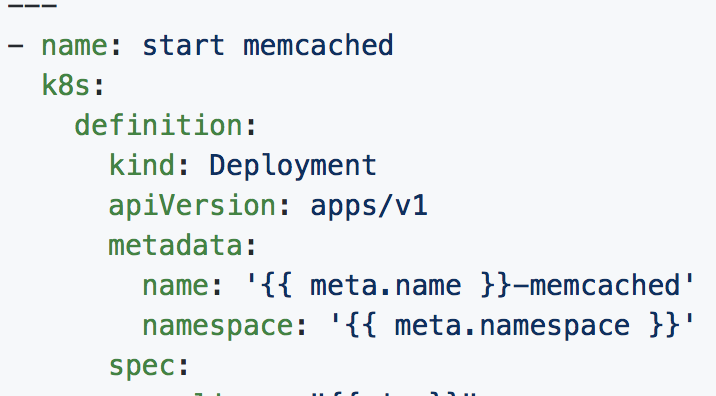 ---
- name: start memcached
  k8s:
    definition:
      kind: Deployment
      apiVersion: apps/v1
      metadata:
        name: '{{ meta.name }}-memcached'
        namespace: '{{ meta.namespace }}'
      spec: